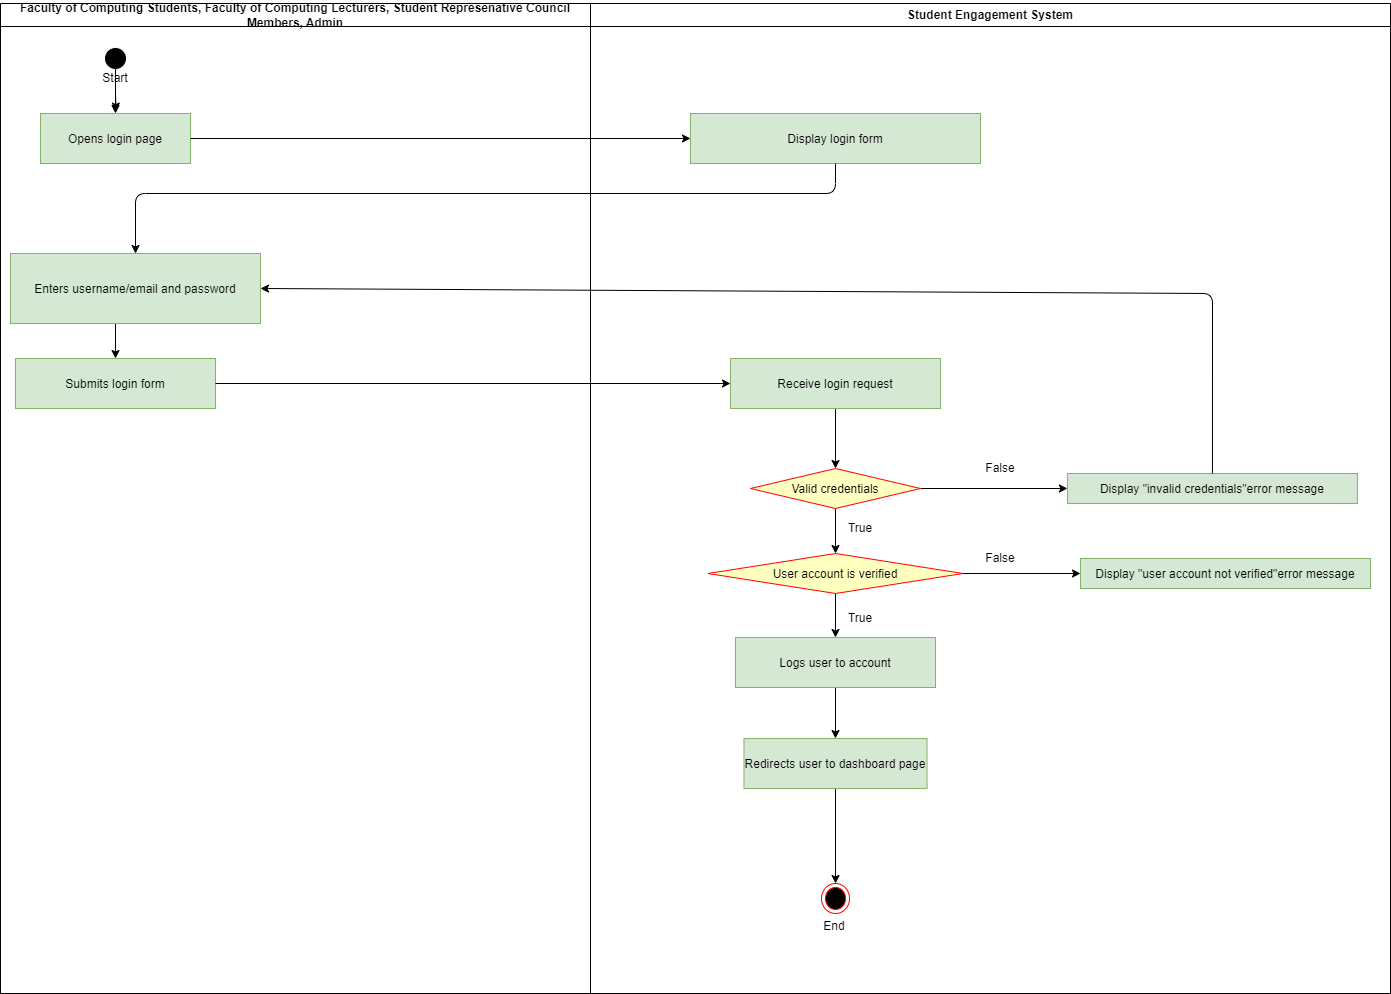 Faculty of Computing Students, Faculty of Computing Lecturers, Student Represenative Council
Members, Admin
Student Engagement System
Start
Opens login page
Display login form
Enters username/email and password
Submits login form
Receive login request
Valid credentials
False
Display "invalid credentials"error message
True
User account is verified
False
Display "user account not verified"error message
True
Logs user to account
Redirects user to dashboard page
End